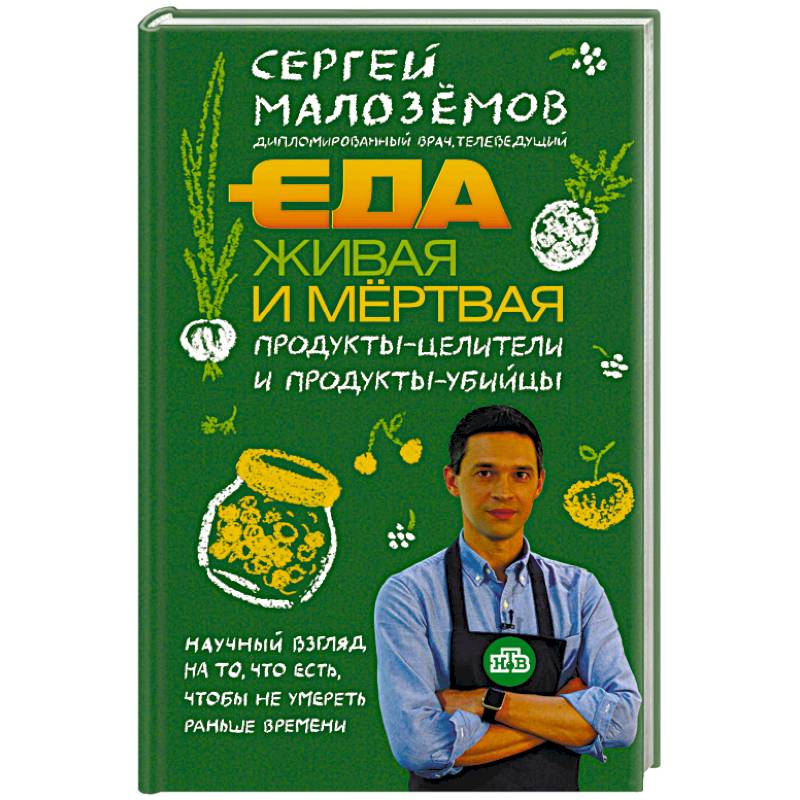 СЕРГЕЙ
МАЛОЗЁМОВ
ДИПЛОМИРОВАННЫЙ ВРАЧ, ТЕЛЕВЕДУЩИЙ
ЕДА
ЖИВАЯ
И МЁРТВАЯ
ПРОДУКТЫ-ЦЕЛИТЕЛИ
И ПРОДУКТЫ-УБИЙЦЫ
НАУЧНЫЙ ВЗГЛЯД
НА ТО, ЧТО ЕСТЬ,
ЧТОБЫ НЕ УМЕРЕТЬ
РАНЬШЕ ВРЕМЕНИ
НТВ